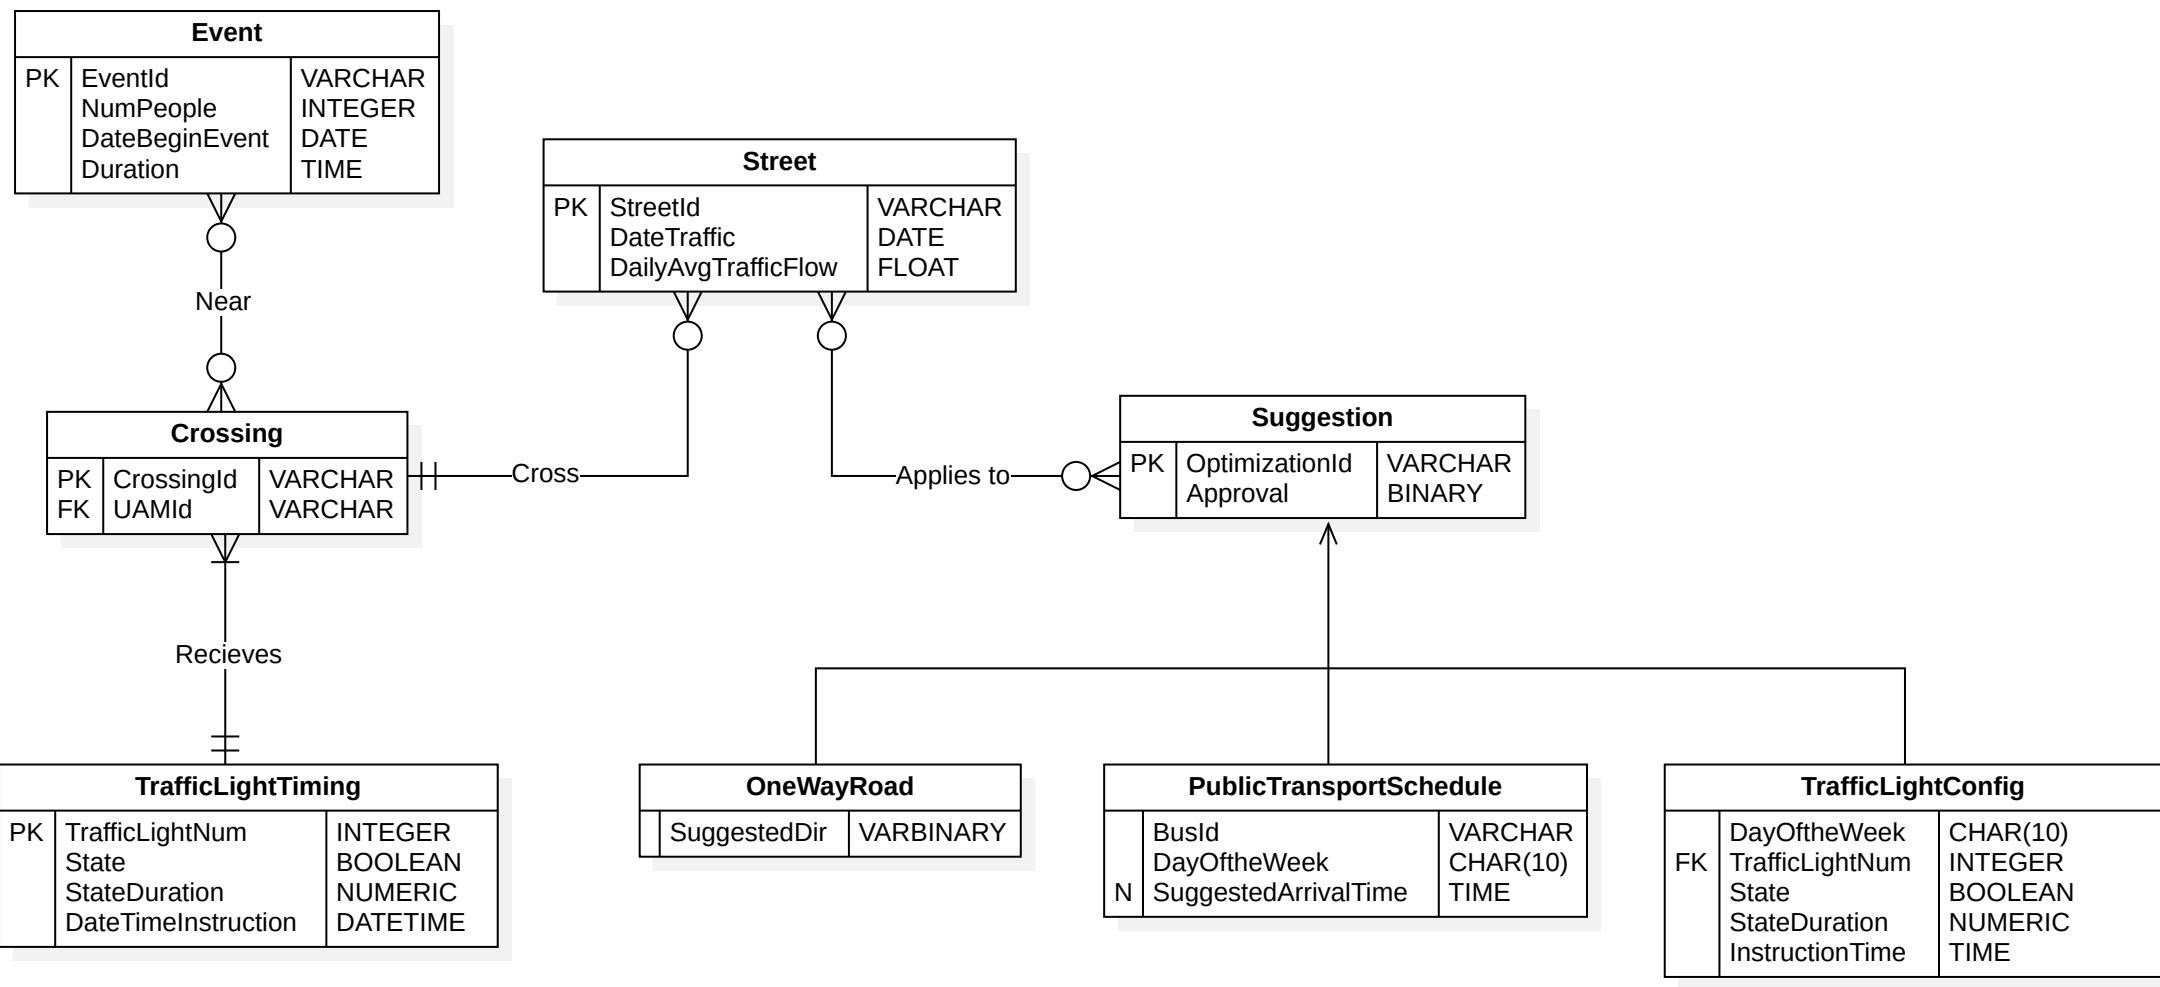 Event
PK EventId VARCHAR
NumPeople INTEGER
DateBeginEvent DATE
Duration TIME
Street
PK StreetId VARCHAR
DateTraffic DATE
DailyAvgTrafficFlow FLOAT
Near
Crossing
PK CrossingId VARCHAR
FK UAMId VARCHAR
Cross
Applies to
Suggestion
PK OptimizationId VARCHAR
Approval BINARY
Recieves
TrafficLightTiming
PK TrafficLightNum INTEGER
State BOOLEAN
StateDuration NUMERIC
DateTimeInstruction DATETIME
OneWayRoad
SuggestedDir VARBINARY
PublicTransportSchedule
BusId VARCHAR
DayOftheWeek CHAR(10)
N SuggestedArrivalTime TIME
TrafficLightConfig
DayOftheWeek CHAR(10)
FK TrafficLightNum INTEGER
State BOOLEAN
StateDuration NUMERIC
InstructionTime TIME